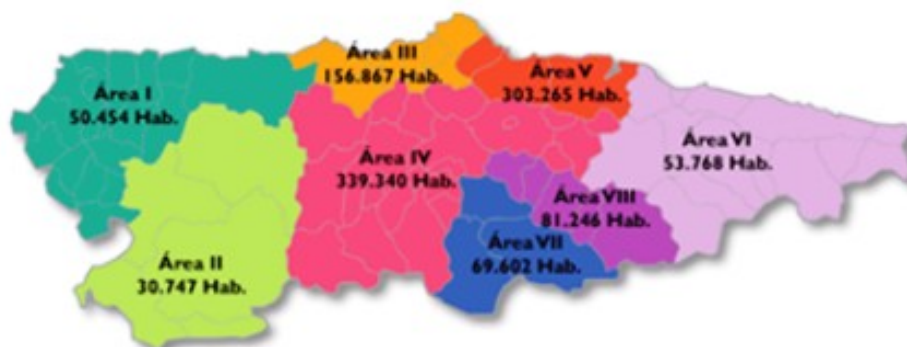 Área I
50.454 Hab.
Área II
30.747 Hab.
Área III
156.867 Hab.
Área IV
339.340 Hab.
Área V
303.265 Hab.
Área VI
53.768 Hab.
Área VII
69.602 Hab.
Área VIII
81.246 Hab.